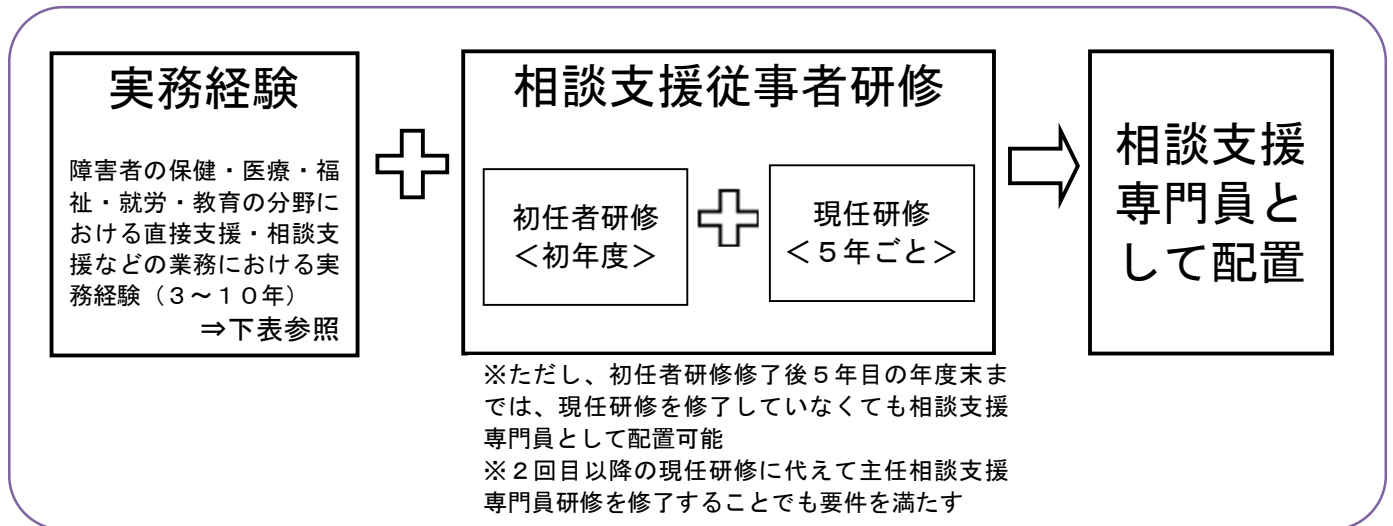 実務経験
障害者の保健・医療・福
祉・就労・教育の分野に
おける直接支援・相談支
援などの業務における実
務経験（３～１０年）
⇒下表参照
相談支援従事者研修
初任者研修
＜初年度＞
現任研修
＜５年ごと＞
※ただし、初任者研修修了後５年目の年度末ま
では、現任研修を修了していなくても相談支援
専門員として配置可能
※２回目以降の現任研修に代えて主任相談支援
専門員研修を修了することでも要件を満たす
相談支援
専門員と
して配置